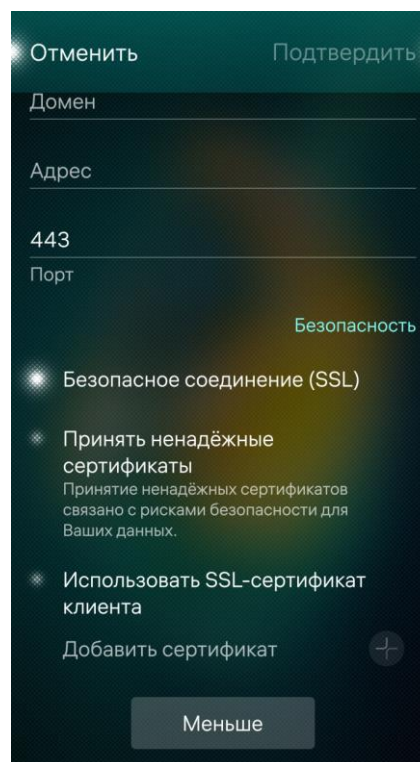 Отменить Подтвердить
Домен
Адрес
443
Порт
Безопасность
Безопасное соединение (SSL)
Принять ненадёжные
сертификаты
Принятие ненадёжных сертификатов
связано с рисками безопасности для
Ваших данных.
Использовать SSL-сертификат
клиента
Добавить сертификат
Меньше